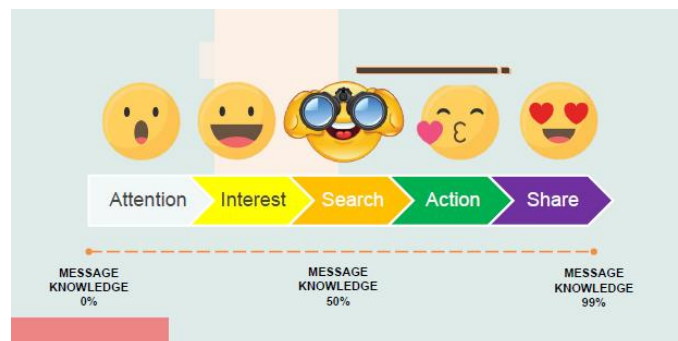 Attention Interest Search Action Share
MESSAGE
KNOWLEDGE
0%
MESSAGE
KNOWLEDGE
50%
MESSAGE
KNOWLEDGE
99%